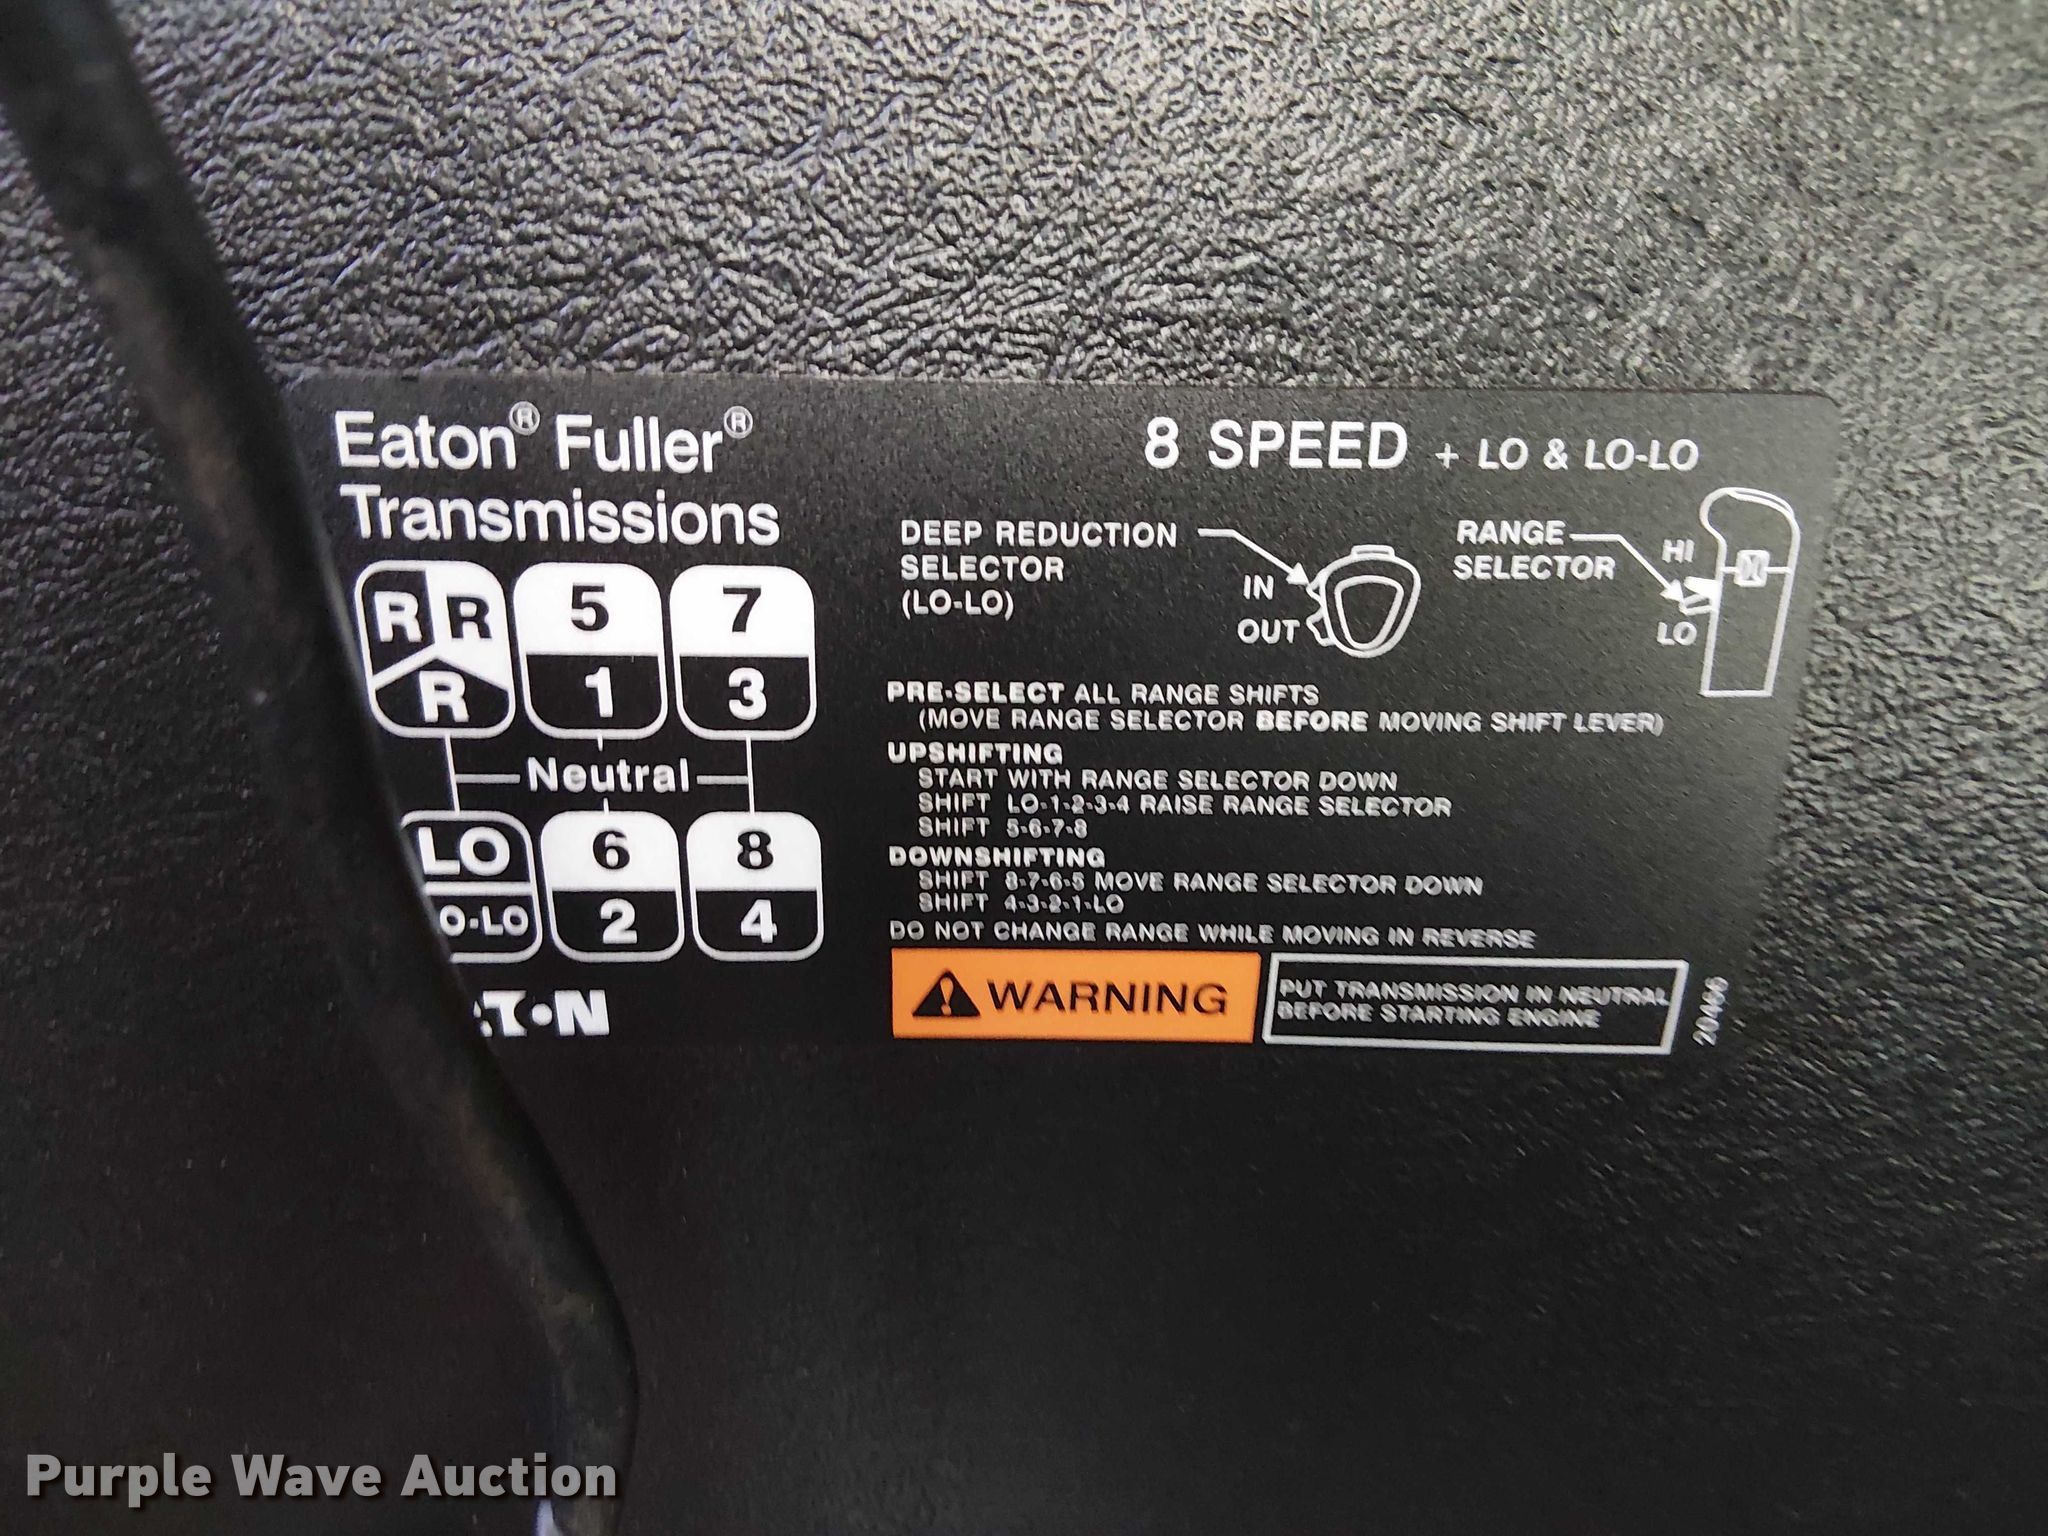 Eaton® Fuller®
Transmissions
8 SPEED + LO & LO-LO
R R
R
5
1
7
3
Neutral
LO
6
2
8
4
DEEP REDUCTION
SELECTOR
(LO-LO)
IN
OUT
RANGE
SELECTOR
HI
LO
PRE-SELECT ALL RANGE SHIFTS
(MOVE RANGE SELECTOR BEFORE MOVING SHIFT LEVER)
UPSHIFTING
START WITH RANGE SELECTOR DOWN
SHIFT LO-1-2-3-4 RAISE RANGE SELECTOR
SHIFT 5-6-7-8
DOWNSHIFTING
SHIFT 8-7-6-5 MOVE RANGE SELECTOR DOWN
SHIFT 4-3-2-1-LO
DO NOT CHANGE RANGE WHILE MOVING IN REVERSE
WARNING
PUT TRANSMISSION IN NEUTRAL
BEFORE STARTING ENGINE
20466
Purple Wave Auction